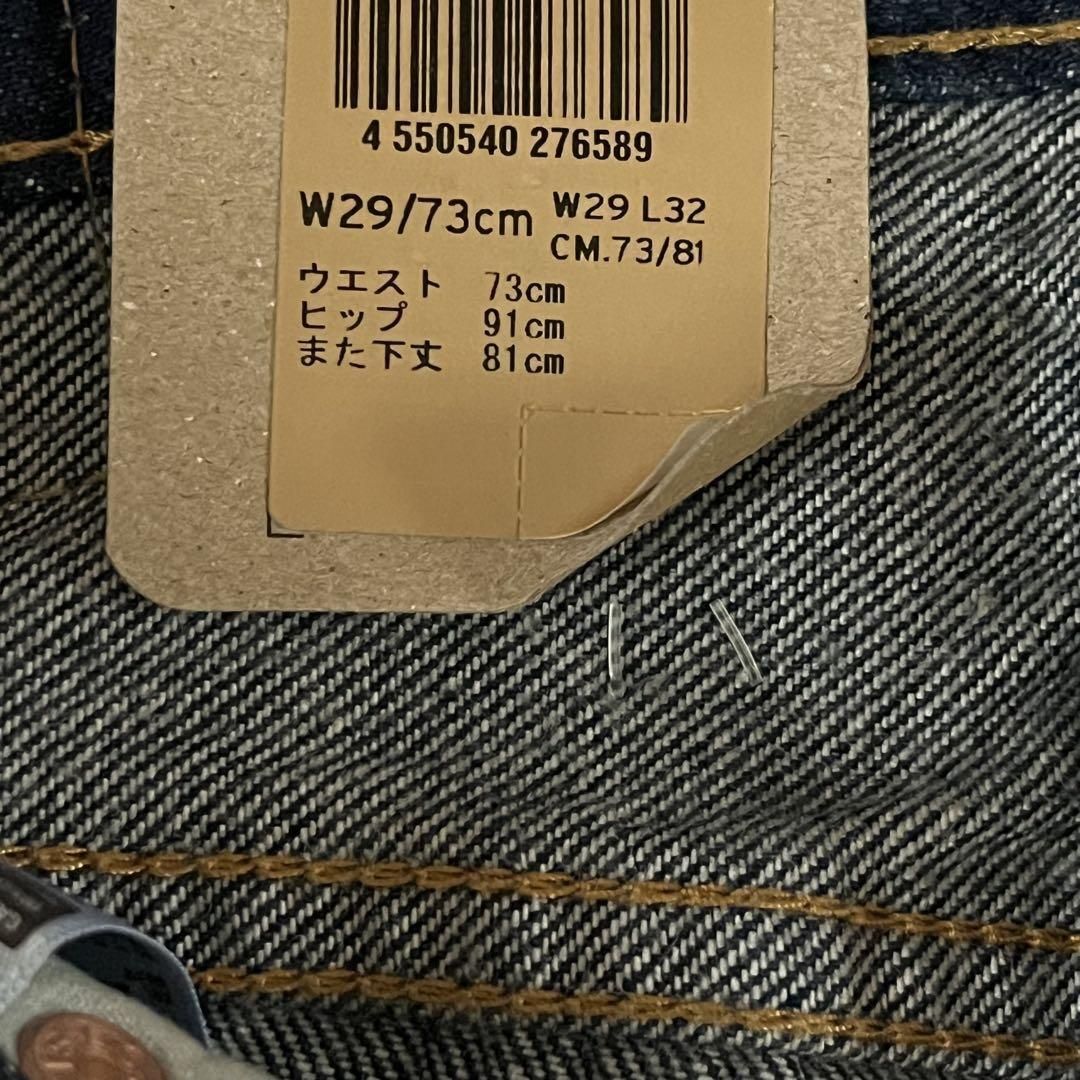 4 550540 276589
W29/73cm
W29 L32
CM.73/81
ウエスト 73cm
ヒップ 91cm
また下丈 81cm